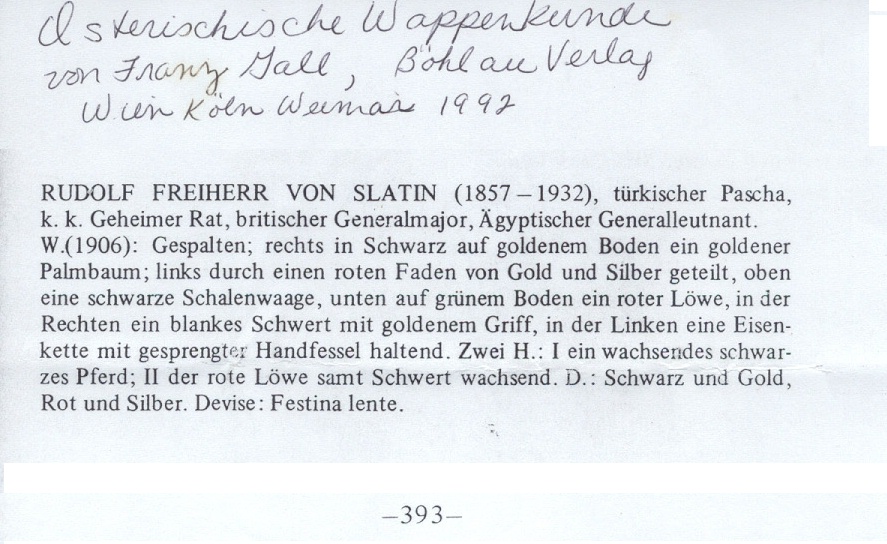 Österischische Wappenkunde
von Franz Gall, Böhlau Verlag
Wien Köln Weimar 1992
RUDOLF FREIHERR VON SLATIN (1857–1932), türkischer Pascha,
k. k. Geheimer Rat, britischer Generalmajor, Ägyptischer Generalleutnant.
W.(1906): Gespalten; rechts in Schwarz auf goldenem Boden ein goldener
Palmbaum; links durch einen roten Faden von Gold und Silber geteilt, oben
eine schwarze Schalenwaage, unten auf grünem Boden ein roter Löwe, in der
Rechten ein blankes Schwert mit goldenem Griff, in der Linken eine Eisen-
kette mit gesprengter Handfessel haltend. Zwei H.: I ein wachsendes schwar-
zes Pferd; II der rote Löwe samt Schwert wachsend. D.: Schwarz und Gold,
Rot und Silber. Devise: Festina lente.
–393–